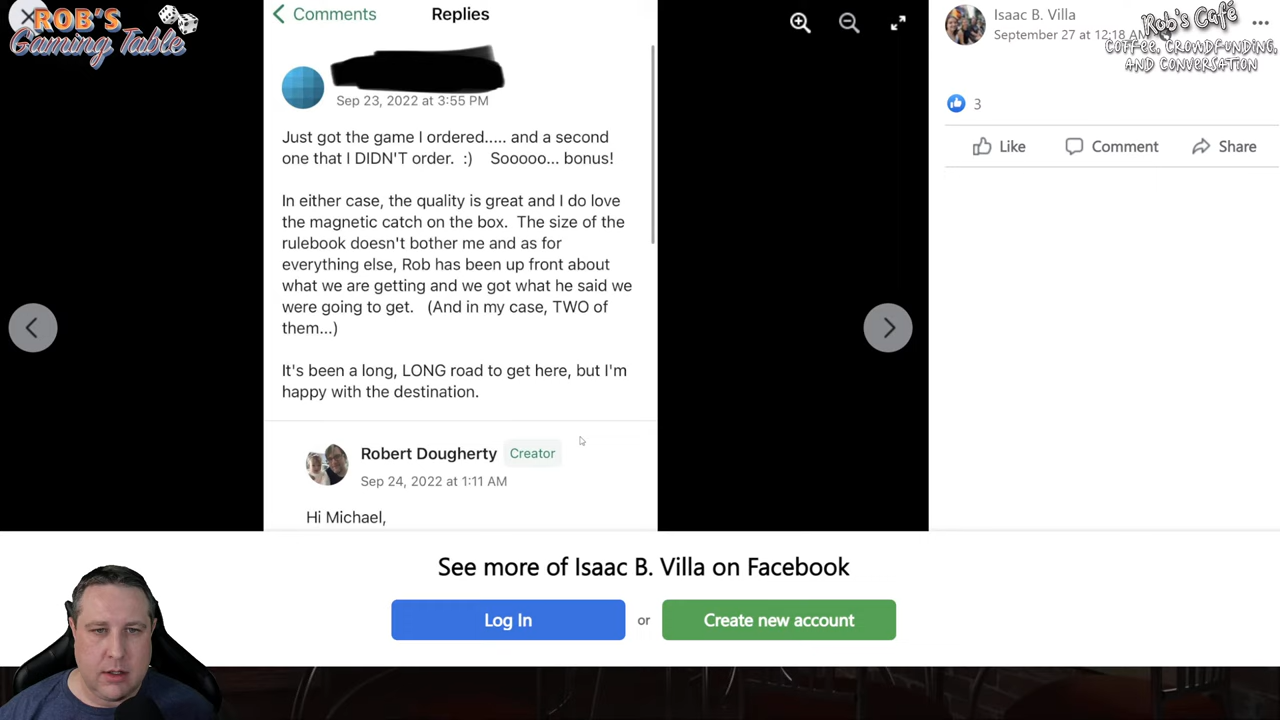 ROB'S
Gaming Table
Comments
Replies
Sep 23, 2022 at 3:55 PM
Just got the game I ordered..... and a second
one that I DIDN'T order. :) Sooooo... bonus!
In either case, the quality is great and I do love
the magnetic catch on the box. The size of the
rulebook doesn't bother me and as for
everything else, Rob has been up front about
what we are getting and we got what he said we
were going to get. (And in my case, TWO of
them...)
It's been a long, LONG road to get here, but I'm
happy with the destination.
Robert Dougherty Creator
Sep 24, 2022 at 1:11 AM
Hi Michael,
Isaac B. Villa
September 27 at 12:18 AM
Rob's Café
COFFEE, CROWDFUNDING,
AND CONVERSATION
3
Like Comment Share
See more of Isaac B. Villa on Facebook
Log In or Create new account